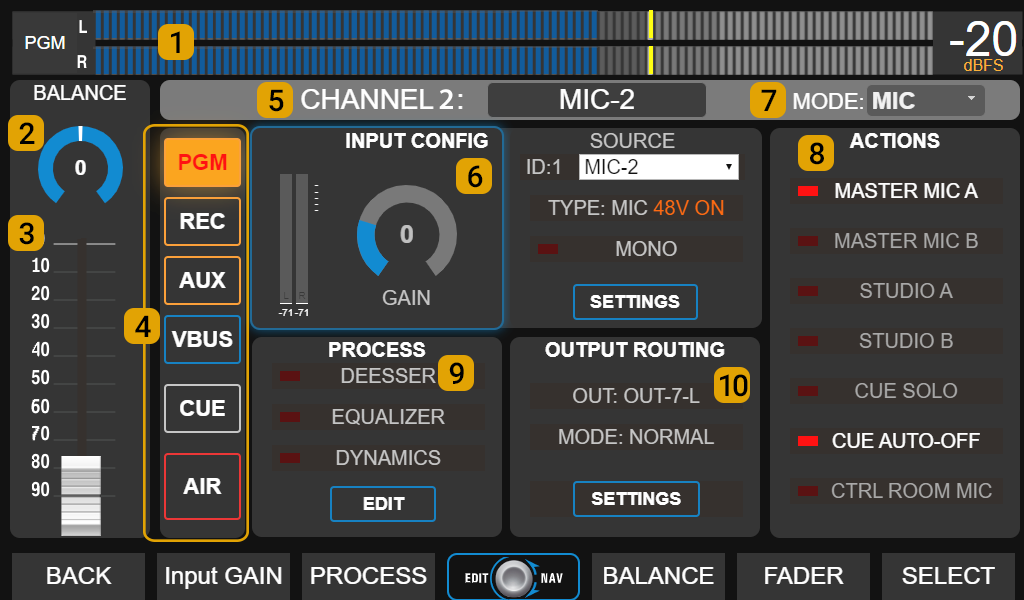 PGM
L
R
1
-20
dBFS
BALANCE
2
0
3
10
20
30
40
50
60
70
80
90
4
PGM
REC
AUX
VBUS
CUE
AIR
5 CHANNEL 2: MIC-2
7 MODE: MIC
INPUT CONFIG
6
L R
-71 -71
0
GAIN
SOURCE
ID:1 MIC-2
TYPE: MIC 48V ON
MONO
SETTINGS
PROCESS
DEESSER 9
EQUALIZER
DYNAMICS
EDIT
OUTPUT ROUTING
10
OUT: OUT-7-L
MODE: NORMAL
SETTINGS
8 ACTIONS
MASTER MIC A
MASTER MIC B
STUDIO A
STUDIO B
CUE SOLO
CUE AUTO-OFF
CTRL ROOM MIC
BACK
Input GAIN
PROCESS
EDIT NAV
BALANCE
FADER
SELECT